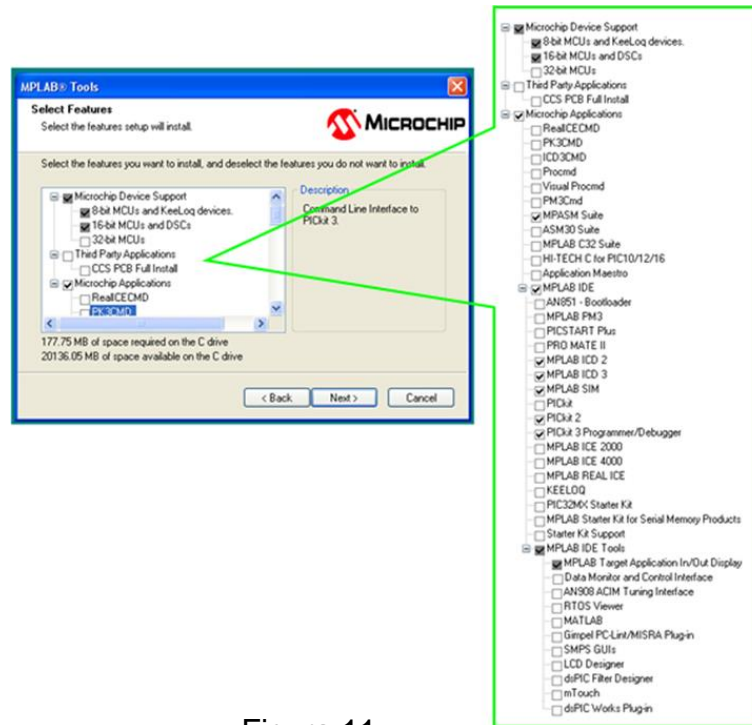 MPLAB® Tools
Select Features
Select the features setup will install.
MICROCHIP
Select the features you want to install, and deselect the features you do not want to install.
Microchip Device Support
8-bit MCUs and KeeLoq devices.
16-bit MCUs and DSCs
32-bit MCUs
Third Party Applications
CCS PCB Full Install
Microchip Applications
RealICECMD
PK3CMD
Description
Command Line Interface to
PICkit 3.
177.75 MB of space required on the C drive
20136.05 MB of space available on the C drive
< Back
Next >
Cancel
Microchip Device Support
8-bit MCUs and KeeLoq devices.
16-bit MCUs and DSCs
32-bit MCUs
Third Party Applications
CCS PCB Full Install
Microchip Applications
RealICECMD
PK3CMD
ICD3CMD
Procmd
Visual Procmd
PM3Cmd
MPASM Suite
ASM30 Suite
MPLAB C32 Suite
HI-TECH C for PIC10/12/16
Application Maestro
MPLAB IDE
AN851 - Bootloader
MPLAB PM3
PICSTART Plus
PRO MATE II
MPLAB ICD 2
MPLAB ICD 3
MPLAB SIM
PICkit
PICkit 2
PICkit 3 Programmer/Debugger
MPLAB ICE 2000
MPLAB ICE 4000
MPLAB REAL ICE
KEELOQ
PIC32MX Starter Kit
MPLAB Starter Kit for Serial Memory Products
Starter Kit Support
MPLAB IDE Tools
MPLAB Target Application In/Out Display
Data Monitor and Control Interface
AN908 ACIM Tuning Interface
RTOS Viewer
MATLAB
Gimpel PC-Lint/MISRA Plug-in
SMPS GUIs
LCD Designer
dsPIC Filter Designer
mTouch
dsPIC Works Plug-in